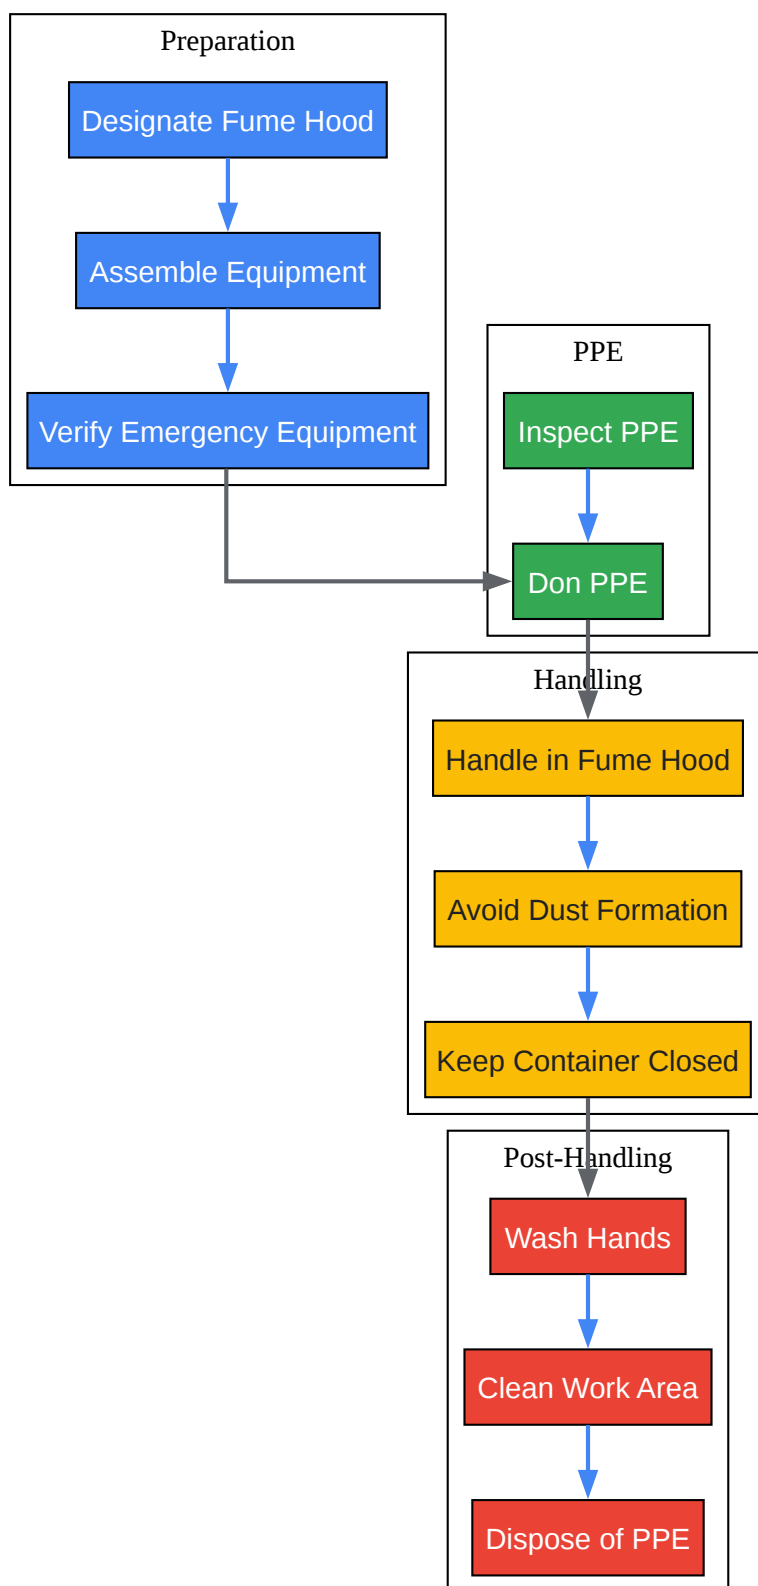 Preparation
Designate Fume Hood
Assemble Equipment
Verify Emergency Equipment
PPE
Inspect PPE
Don PPE
Handling
Handle in Fume Hood
Avoid Dust Formation
Keep Container Closed
Post-Handling
Wash Hands
Clean Work Area
Dispose of PPE